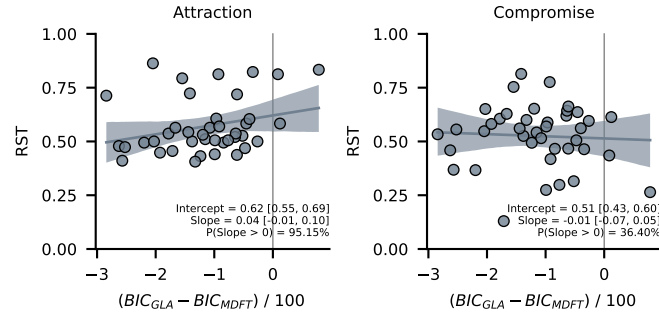 Attraction
1.00
0.75
0.50
0.25
0.00
RST
Intercept = 0.62 [0.55, 0.69]
Slope = 0.04 [-0.01, 0.10]
P(Slope > 0) = 95.15%
−3 −2 −1 0 1
(BIC_GLA − BIC_MDFT) / 100
Compromise
1.00
0.75
0.50
0.25
0.00
RST
Intercept = 0.51 [0.43, 0.60]
Slope = -0.01 [-0.07, 0.05]
P(Slope > 0) = 36.40%
−3 −2 −1 0 1
(BIC_GLA − BIC_MDFT) / 100